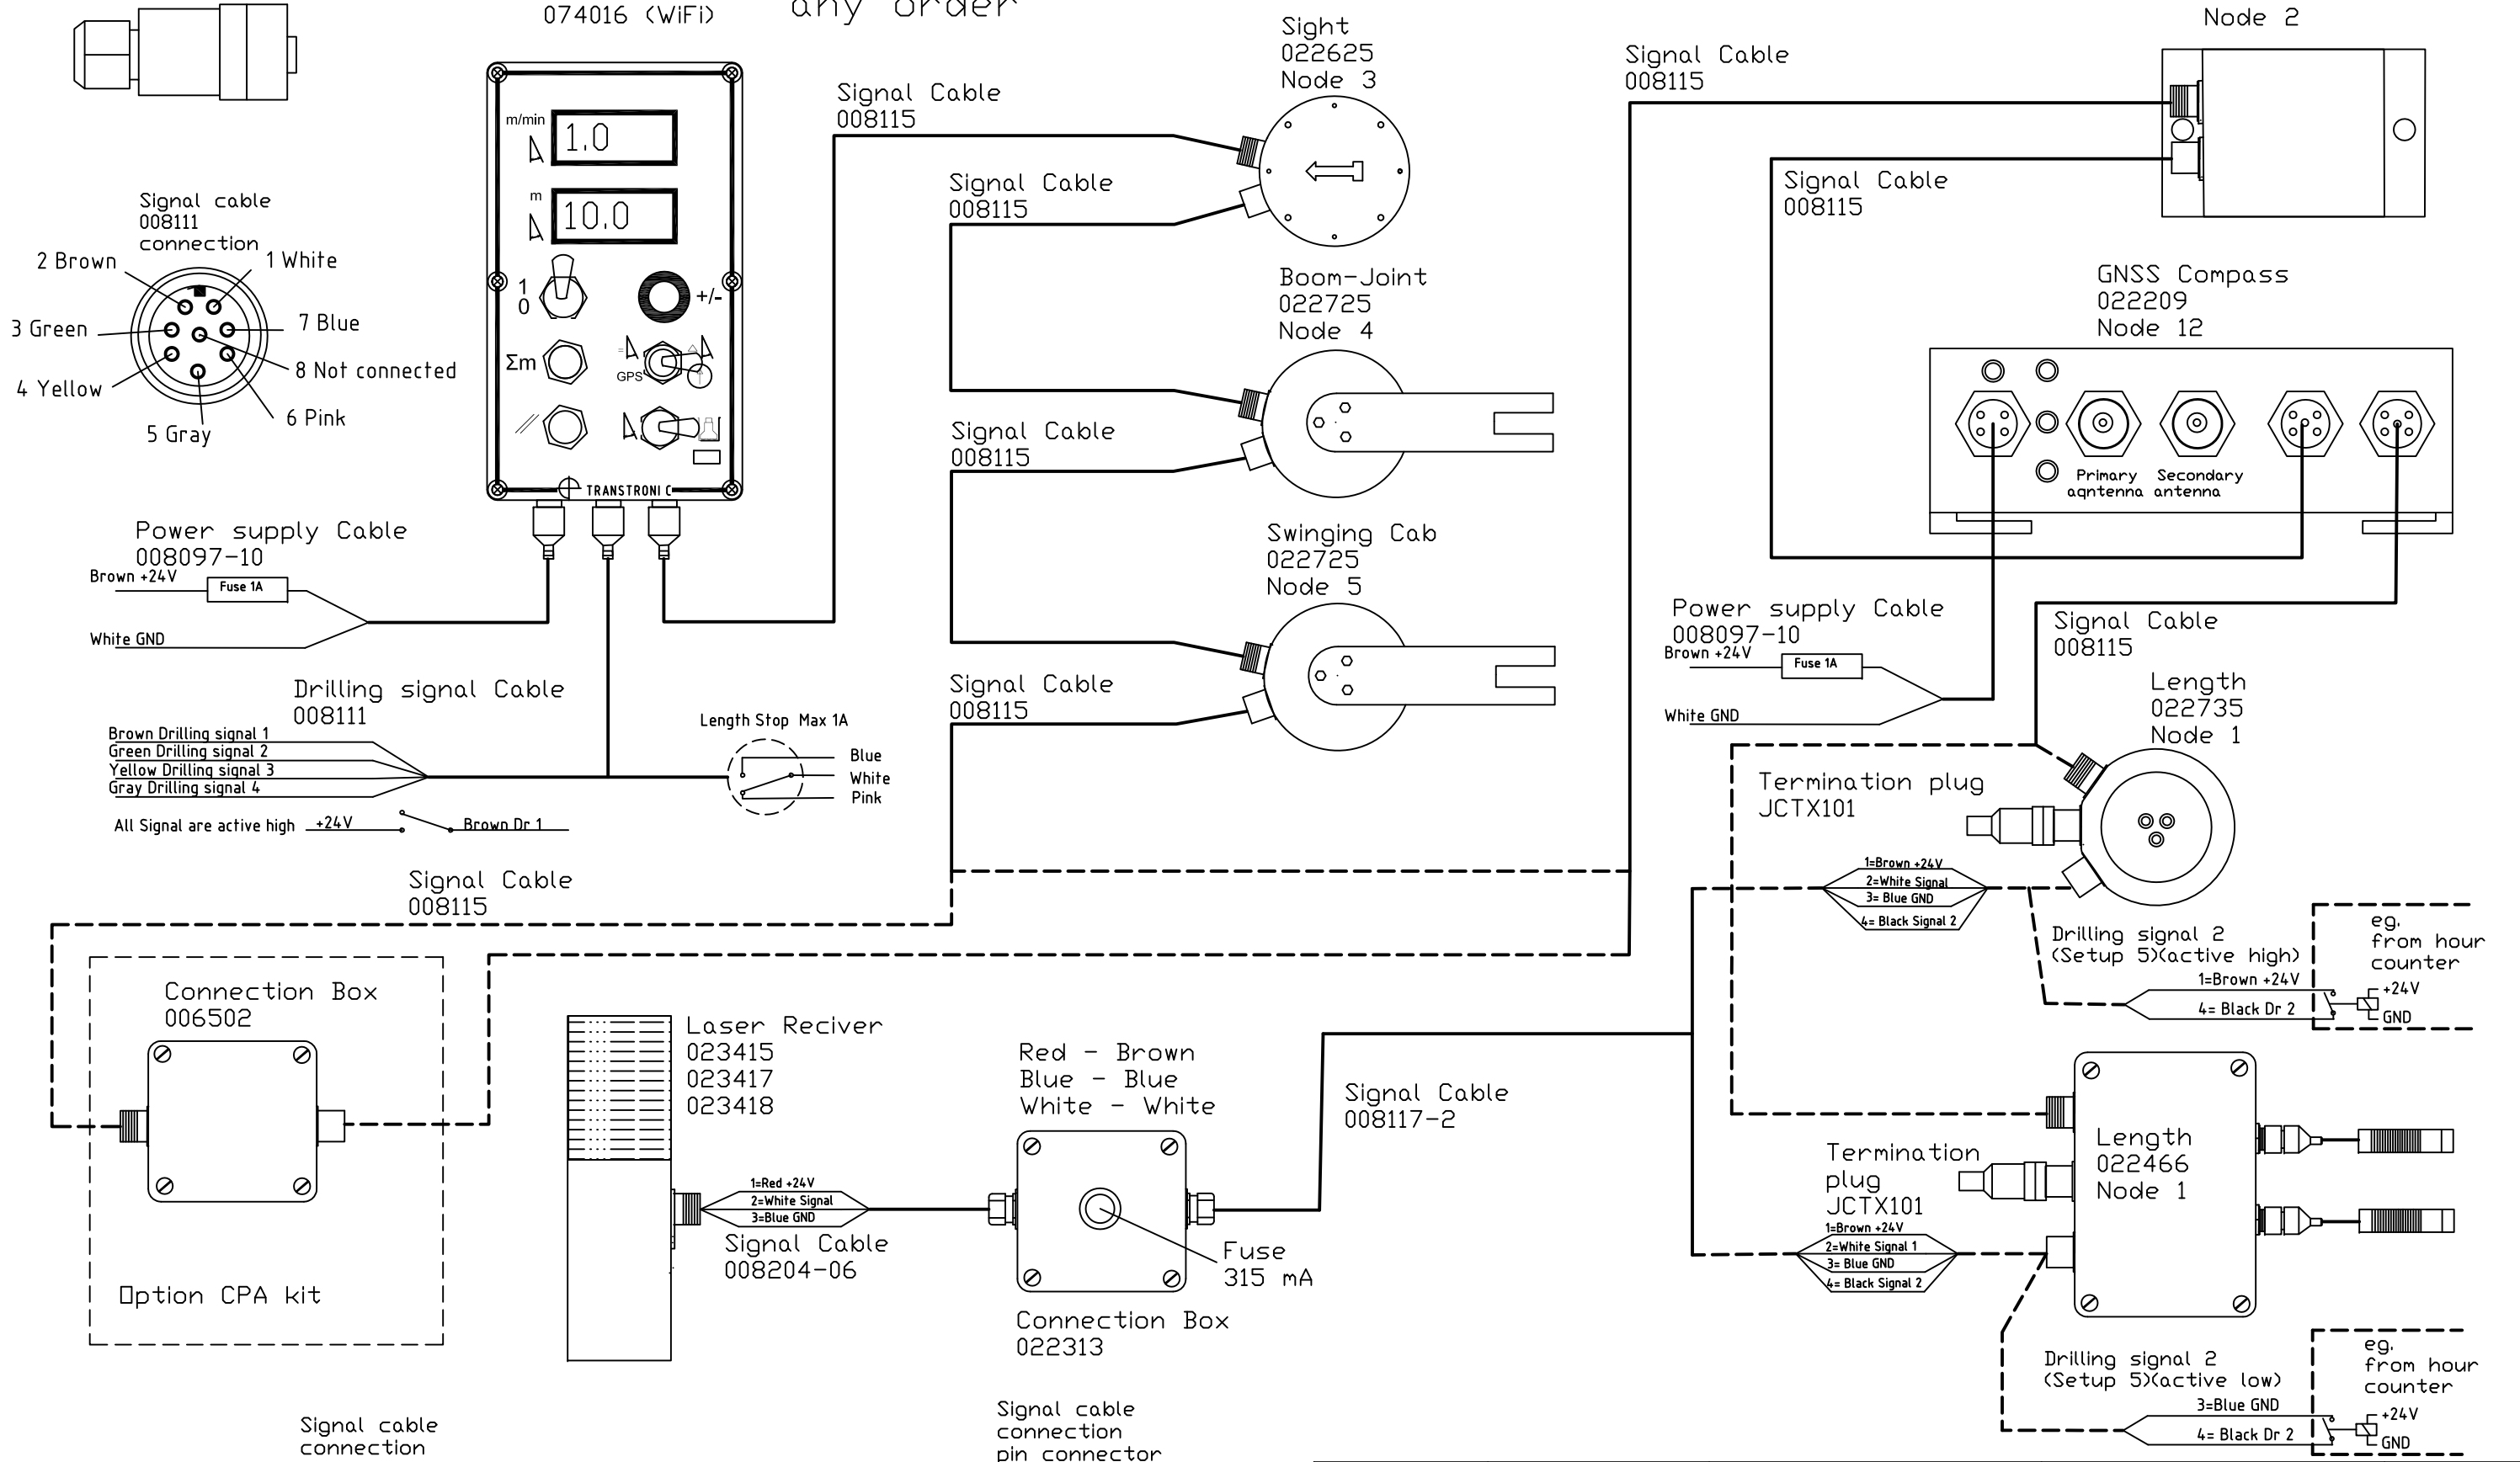 074016 (WiFi)
any order
Signal cable
008111
connection
2 Brown
1 White
3 Green
7 Blue
8 Not connected
4 Yellow
6 Pink
5 Gray
m/min
1.0
m
10.0
1
0
+/-
Σm
GPS
TRANSTRONI C
Power supply Cable
008097-10
Brown +24V
Fuse 1A
White GND
Drilling signal Cable
008111
Brown Drilling signal 1
Green Drilling signal 2
Yellow Drilling signal 3
Gray Drilling signal 4
All Signal are active high
+24V
Brown Dr 1
Length Stop Max 1A
Blue
White
Pink
Signal Cable
008115
Sight
022625
Node 3
Signal Cable
008115
Boom-Joint
022725
Node 4
Signal Cable
008115
Swinging Cab
022725
Node 5
Signal Cable
008115
Signal Cable
008115
Node 2
Signal Cable
008115
GNSS Compass
022209
Node 12
Primary
aqntenna
Secondary
antenna
Power supply Cable
008097-10
Brown +24V
Fuse 1A
White GND
Signal Cable
008115
Length
022735
Node 1
Termination plug
JCTX101
1=Brown +24V
2=White Signal
3= Blue GND
4= Black Signal 2
Drilling signal 2
(Setup 5)(active high)
1=Brown +24V
4= Black Dr 2
eg.
from hour
counter
+24V
GND
Signal Cable
008115
Connection Box
006502
Option CPA kit
Laser Reciver
023415
023417
023418
1=Red +24V
2=White Signal
3=Blue GND
Signal Cable
008204-06
Red - Brown
Blue - Blue
White - White
Fuse
315 mA
Connection Box
022313
Signal Cable
008117-2
Termination
plug
JCTX101
1=Brown +24V
2=White Signal 1
3= Blue GND
4= Black Signal 2
Length
022466
Node 1
Drilling signal 2
(Setup 5)(active low)
3=Blue GND
4= Black Dr 2
eg.
from hour
counter
+24V
GND
Signal cable
connection
Signal cable
connection
pin connector